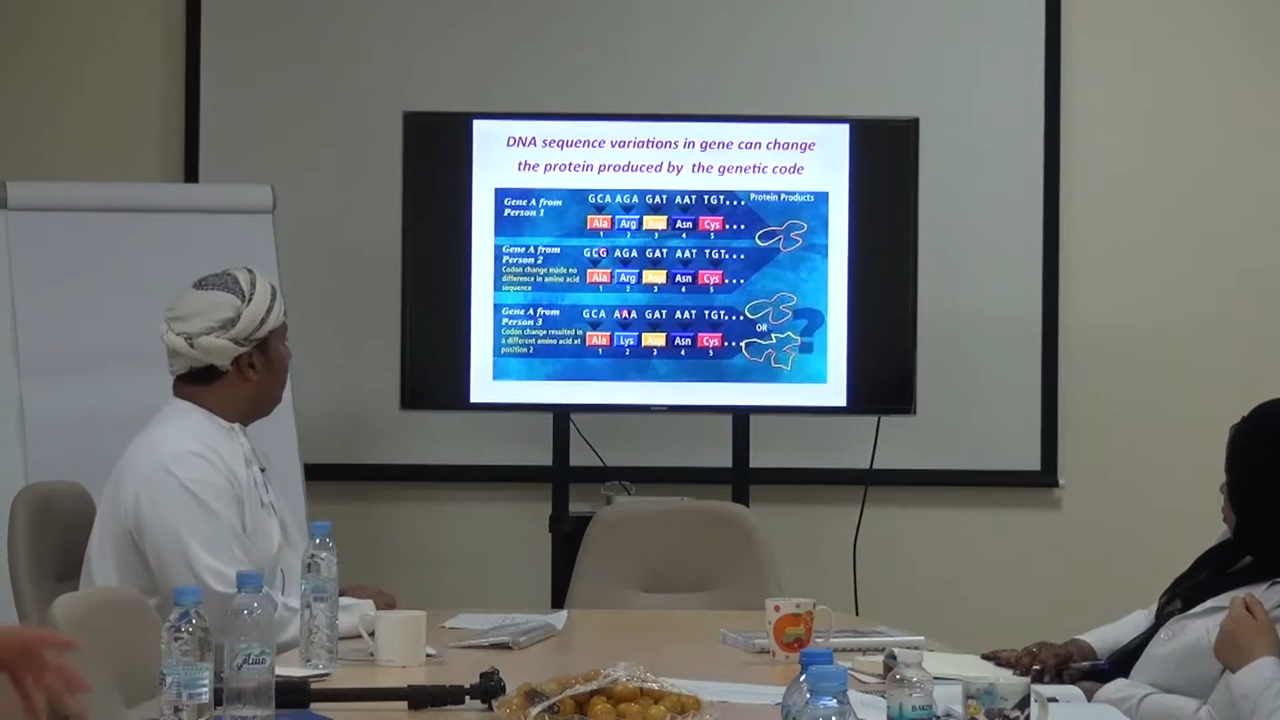 DNA sequence variations in gene can change
the protein produced by the genetic code
Gene A from
Person 1
GCA AGA GAT AAT TGT...
Protein Products
Ala Arg Asp Asn Cys ...
1 2 3 4 5
Gene A from
Person 2
Codon change made no
difference in amino acid
sequence
GCG AGA GAT AAT TGT...
Ala Arg Asp Asn Cys ...
1 2 3 4 5
Gene A from
Person 3
Codon change resulted in
a different amino acid at
position 2
GCA AAA GAT AAT TGT...
Ala Lys Asp Asn Cys ...
1 2 3 4 5
OR
?